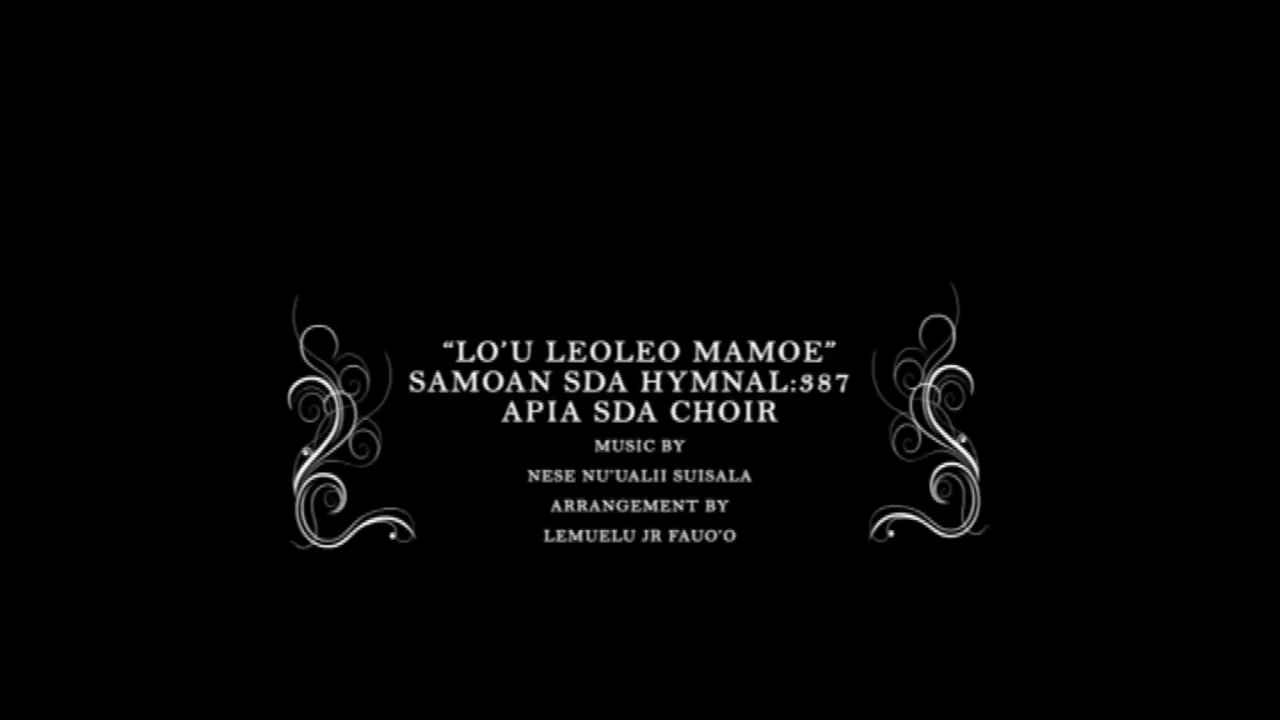 “LO’U LEOLEO MAMOE”
SAMOAN SDA HYMNAL:387
APIA SDA CHOIR
MUSIC BY
NESE NU’UALII SUISALA
ARRANGEMENT BY
LEMUELU JR FAUO’O